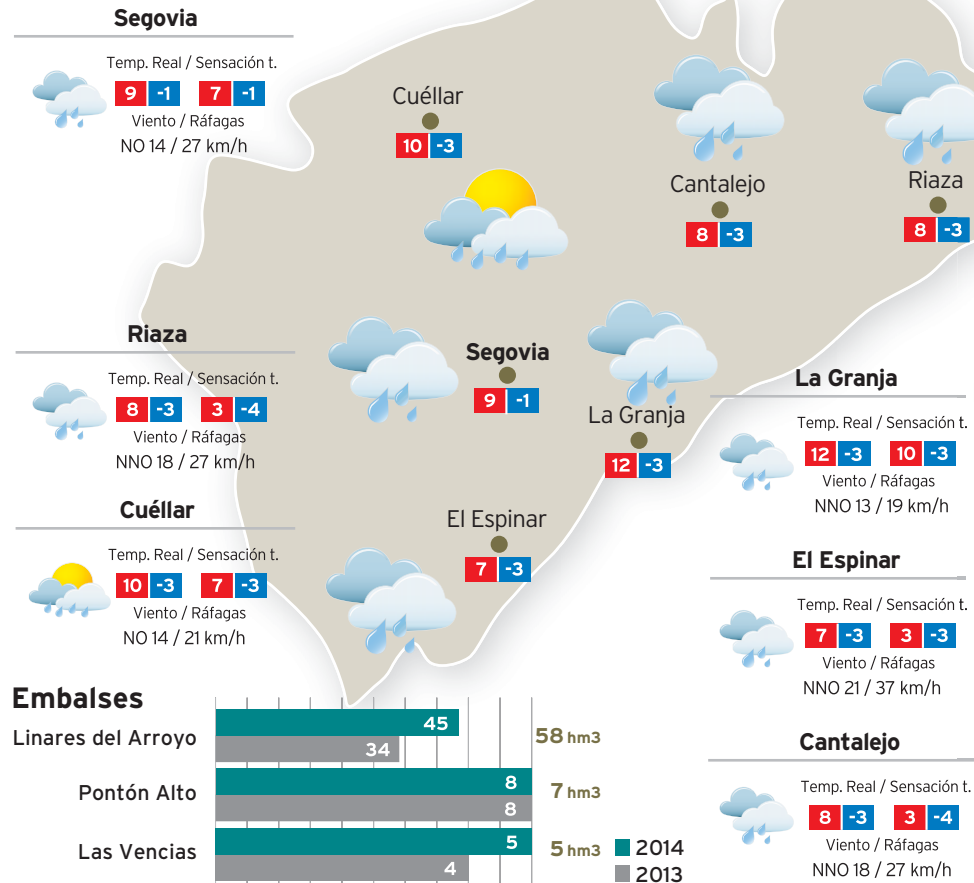 Segovia
Temp. Real / Sensación t.
9 -1 7 -1
Viento / Ráfagas
NO 14 / 27 km/h
Cuéllar
10 -3
Cantalejo
8 -3
Riaza
8 -3
Segovia
9 -1
La Granja
12 -3
El Espinar
7 -3
Riaza
Temp. Real / Sensación t.
8 -3 3 -4
Viento / Ráfagas
NNO 18 / 27 km/h
Cuéllar
Temp. Real / Sensación t.
10 -3 7 -3
Viento / Ráfagas
NO 14 / 21 km/h
La Granja
Temp. Real / Sensación t.
12 -3 10 -3
Viento / Ráfagas
NNO 13 / 19 km/h
El Espinar
Temp. Real / Sensación t.
7 -3 3 -3
Viento / Ráfagas
NNO 21 / 37 km/h
Cantalejo
Temp. Real / Sensación t.
8 -3 3 -4
Viento / Ráfagas
NNO 18 / 27 km/h
Embalses
Linares del Arroyo 45 34 58 hm3
Pontón Alto 8 8 7 hm3
Las Vencias 5 4 5 hm3
2014
2013